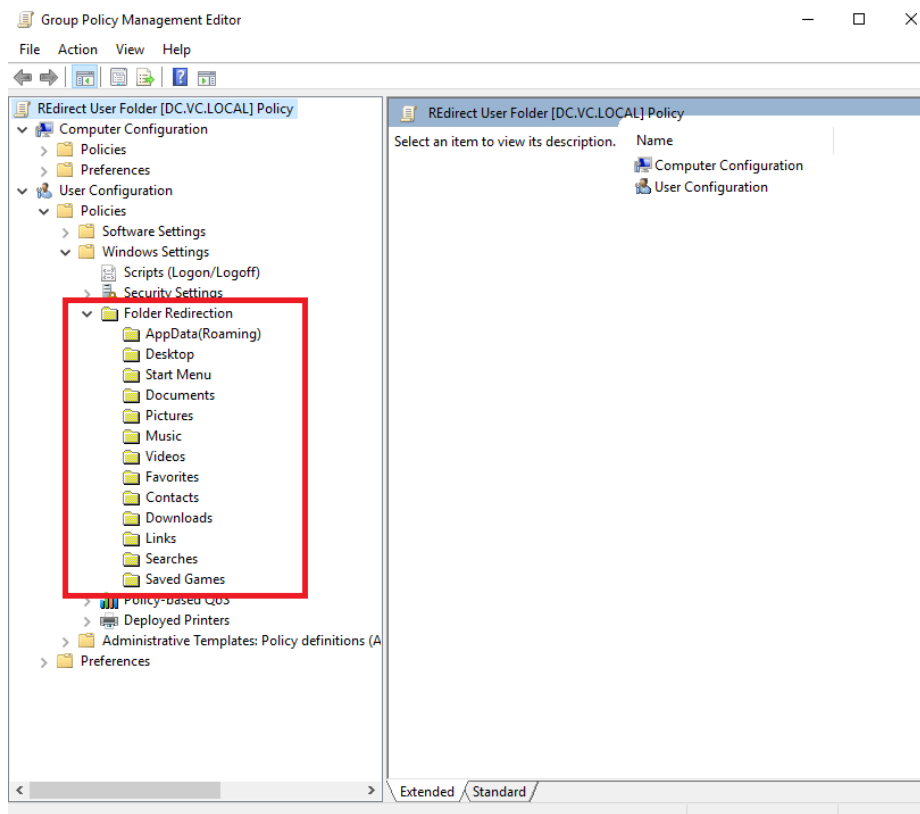 Group Policy Management Editor
File Action View Help
REdirect User Folder [DC.VC.LOCAL] Policy
Computer Configuration
Policies
Preferences
User Configuration
Policies
Software Settings
Windows Settings
Scripts (Logon/Logoff)
Security Settings
Folder Redirection
AppData(Roaming)
Desktop
Start Menu
Documents
Pictures
Music
Videos
Favorites
Contacts
Downloads
Links
Searches
Saved Games
Policy-based QoS
Deployed Printers
Administrative Templates: Policy definitions (A
Preferences
REdirect User Folder [DC.VC.LOCAL] Policy
Select an item to view its description.
Name
Computer Configuration
User Configuration
Extended
Standard